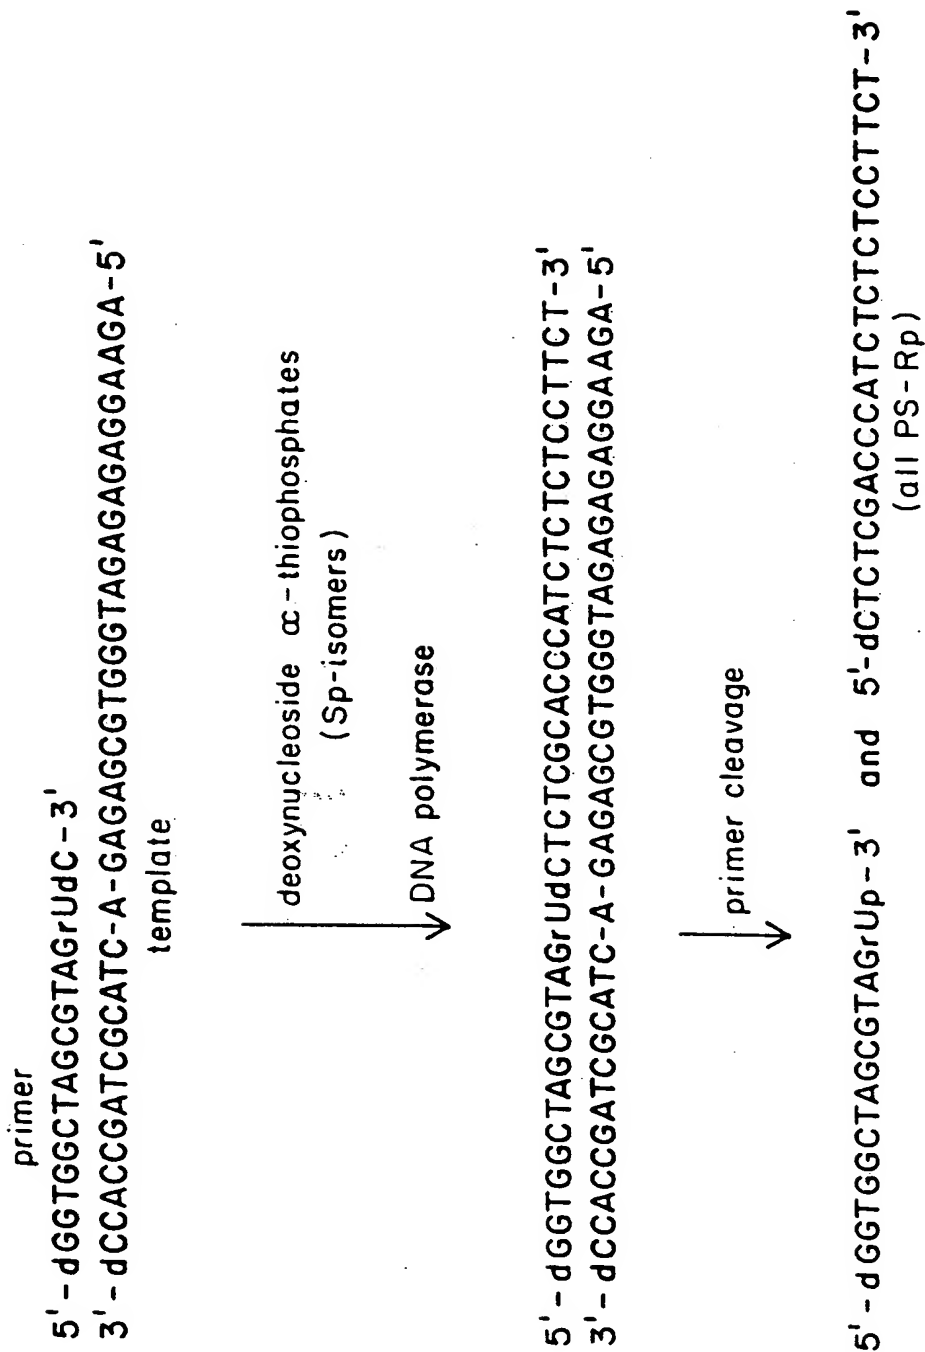 primer
5'-dGGTGGCTAGCGTAGrUdC-3'
3'-dCCACCGATCGCATC-A-GAGAGCGTGGGTAGAGAGAGGAAGA-5'
template
deoxynucleoside α-thiophosphates
(Sp-isomers)
DNA polymerase
5'-dGGTGGCTAGCGTAGrUdCTCTCGCACCCATCTCTCTCCTTCT-3'
3'-dCCACCGATCGCATC-A-GAGAGCGTGGGTAGAGAGAGGAAGA-5'
primer cleavage
5'-dGGTGGCTAGCGTAGrUp-3' and 5'-dCTCTCGACCCATCTCTCTCCTTCT-3'
(all PS-Rp)